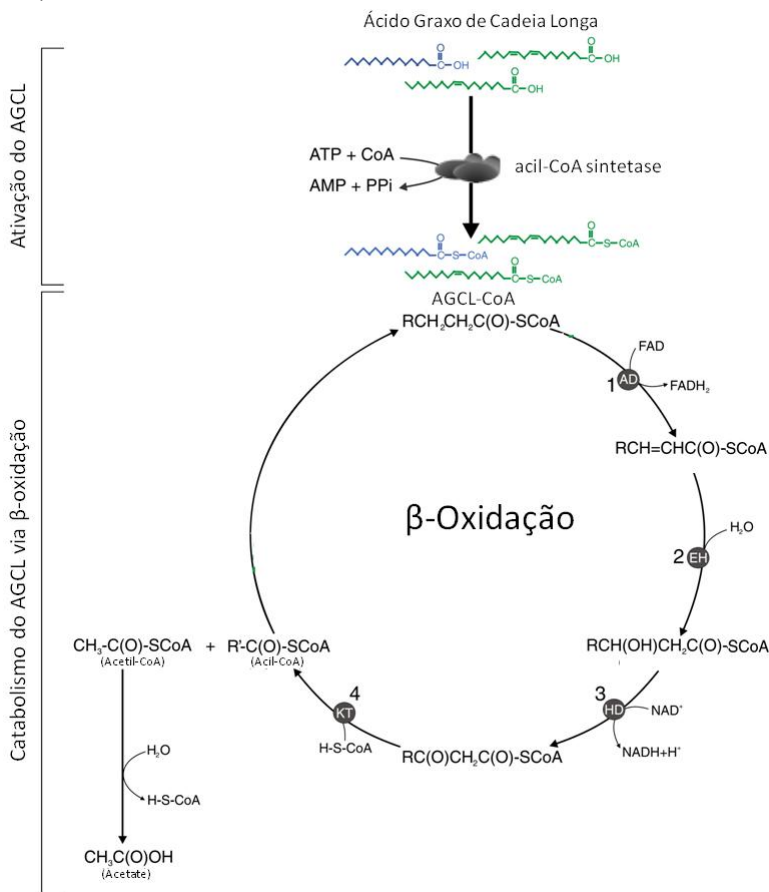 Ácido Graxo de Cadeia Longa
O
C-OH
O
C-OH
O
C-OH
Ativação do AGCL
ATP + CoA
AMP + PPi
acil-CoA sintetase
O
C-S-CoA
O
C-S-CoA
O
C-S-CoA
AGCL-CoA
RCH₂CH₂C(O)-SCoA
Catabolismo do AGCL via β-oxidação
FAD
1 AD
FADH₂
RCH=CHC(O)-SCoA
β-Oxidação
H₂O
2 EH
CH₃-C(O)-SCoA + R'-C(O)-SCoA
(Acetil-CoA) (Acil-CoA)
RCH(OH)CH₂C(O)-SCoA
3
HD NAD⁺
NADH+H⁺
4
KT
H-S-CoA
RC(O)CH₂C(O)-SCoA
H₂O
H-S-CoA
CH₃C(O)OH
(Acetate)